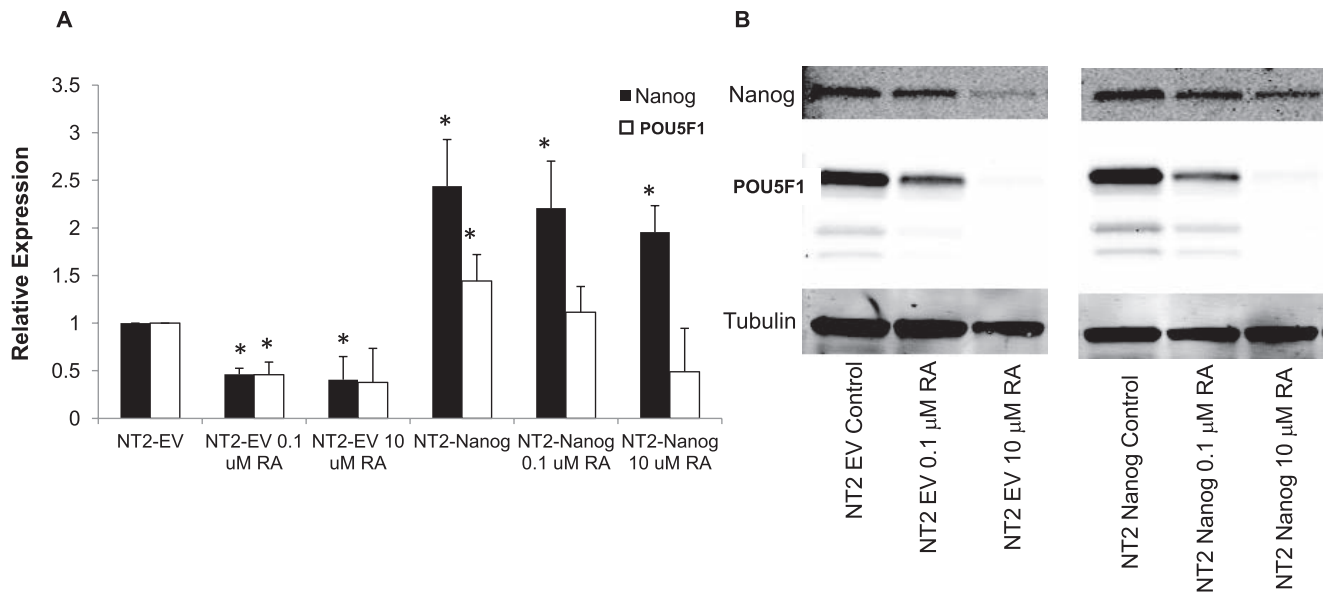 A
3.5
3
2.5
2
1.5
1
0.5
0
Relative Expression
Nanog
POU5F1
*
*
*
*
*
*
*
NT2-EV
NT2-EV 0.1
uM RA
NT2-EV 10
uM RA
NT2-Nanog
NT2-Nanog
0.1 uM RA
NT2-Nanog
10 uM RA
B
Nanog
POU5F1
Tubulin
NT2 EV Control
NT2 EV 0.1 μM RA
NT2 EV 10 μM RA
NT2 Nanog Control
NT2 Nanog 0.1 μM RA
NT2 Nanog 10 μM RA